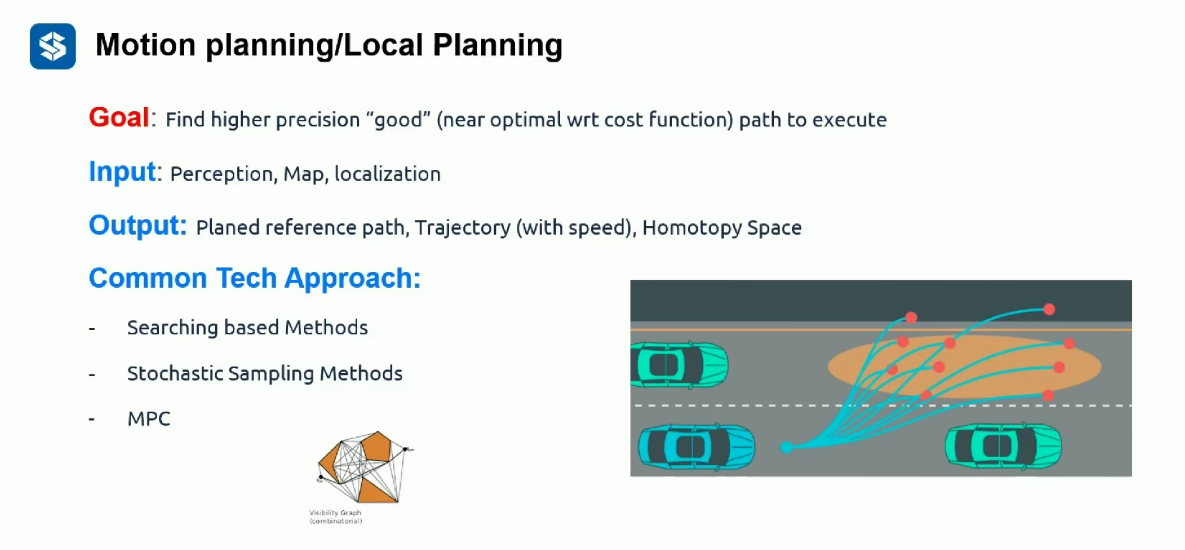 Motion planning/Local Planning
Goal: Find higher precision “good” (near optimal wrt cost function) path to execute
Input: Perception, Map, localization
Output: Planed reference path, Trajectory (with speed), Homotopy Space
Common Tech Approach:
- Searching based Methods
- Stochastic Sampling Methods
- MPC
Visibility Graph
(combinatorial)